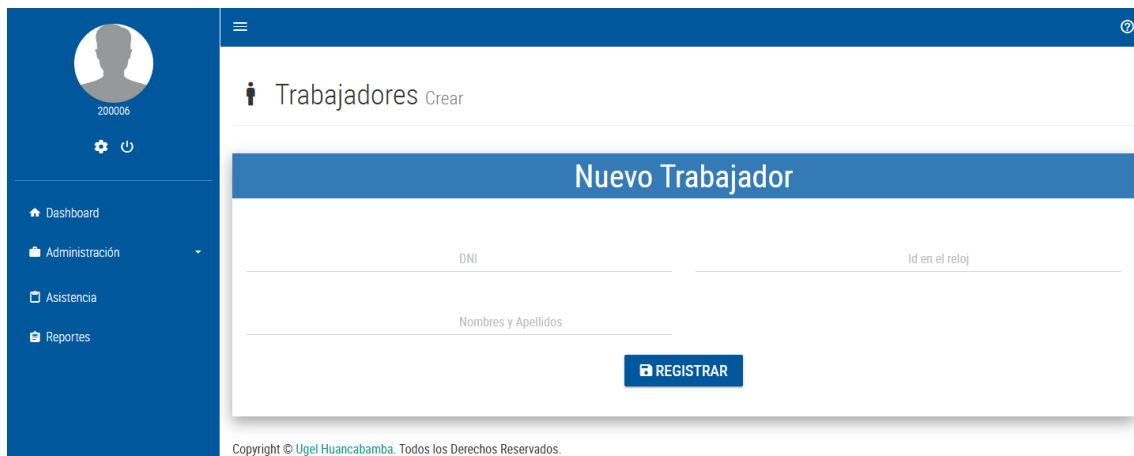 200006
Dashboard
Administración
Asistencia
Reportes
Trabajadores Crear
Nuevo Trabajador
DNI
Id en el reloj
Nombres y Apellidos
REGISTRAR
Copyright © Ugel Huancabamba. Todos los Derechos Reservados.